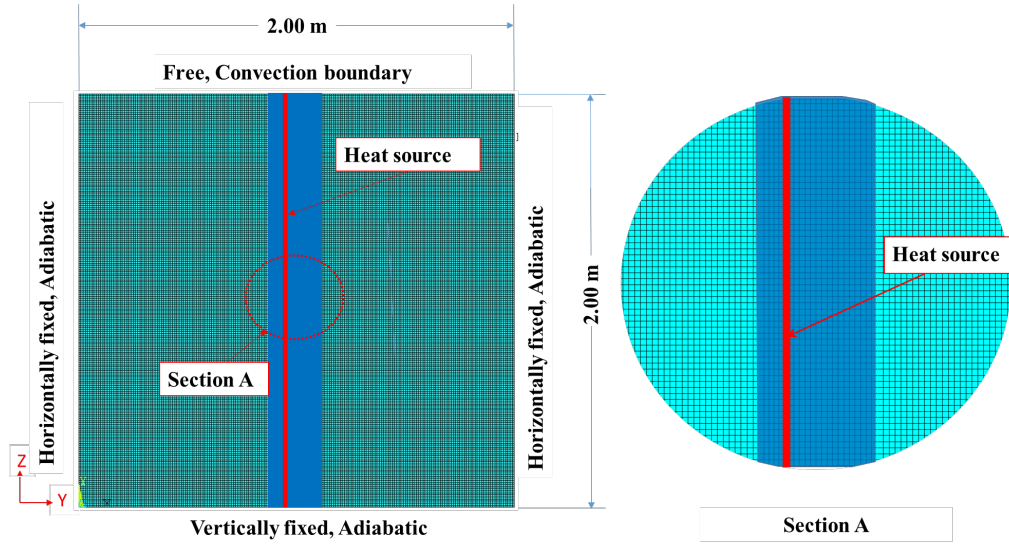 2.00 m
Free, Convection boundary
Horizontally fixed, Adiabatic
Heat source
Section A
Horizontally fixed, Adiabatic
2.00 m
Z
Y
Vertically fixed, Adiabatic
Heat source
Section A